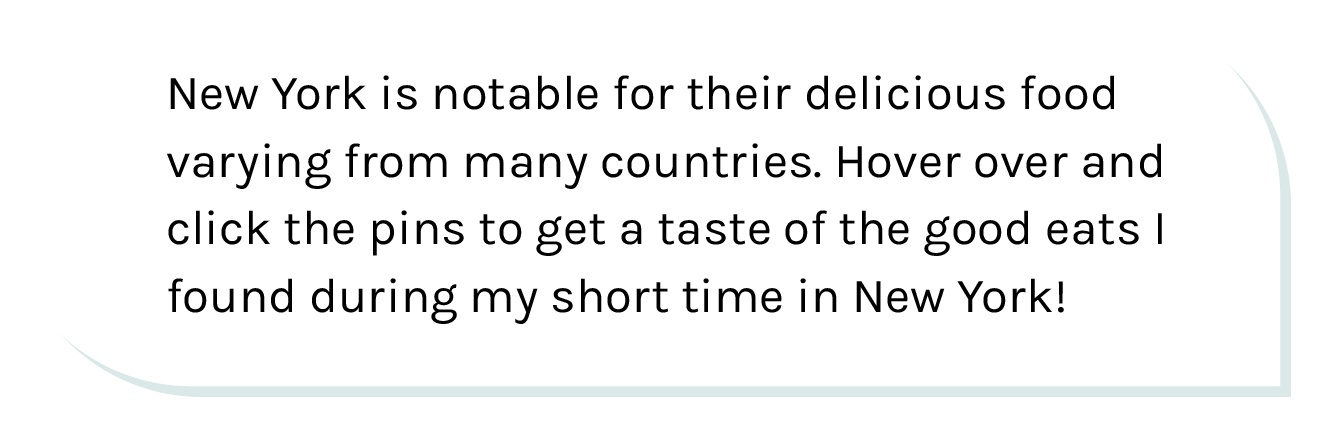 New York is notable for their delicious food
varying from many countries. Hover over and
click the pins to get a taste of the good eats I
found during my short time in New York!